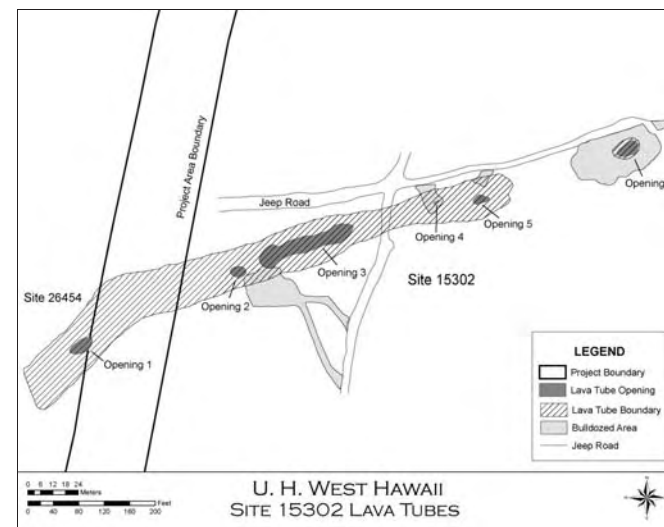 Project Area Boundary
Jeep Road
Opening
Opening 5
Opening 4
Opening 3
Site 15302
Opening 2
Site 26454
Opening 1
LEGEND
Project Boundary
Lava Tube Opening
Lava Tube Boundary
Bulldozed Area
Jeep Road
0 6 12 18 24
Meters
Feet
0 40 80 120 160 200
U. H. WEST HAWAII
SITE 15302 LAVA TUBES